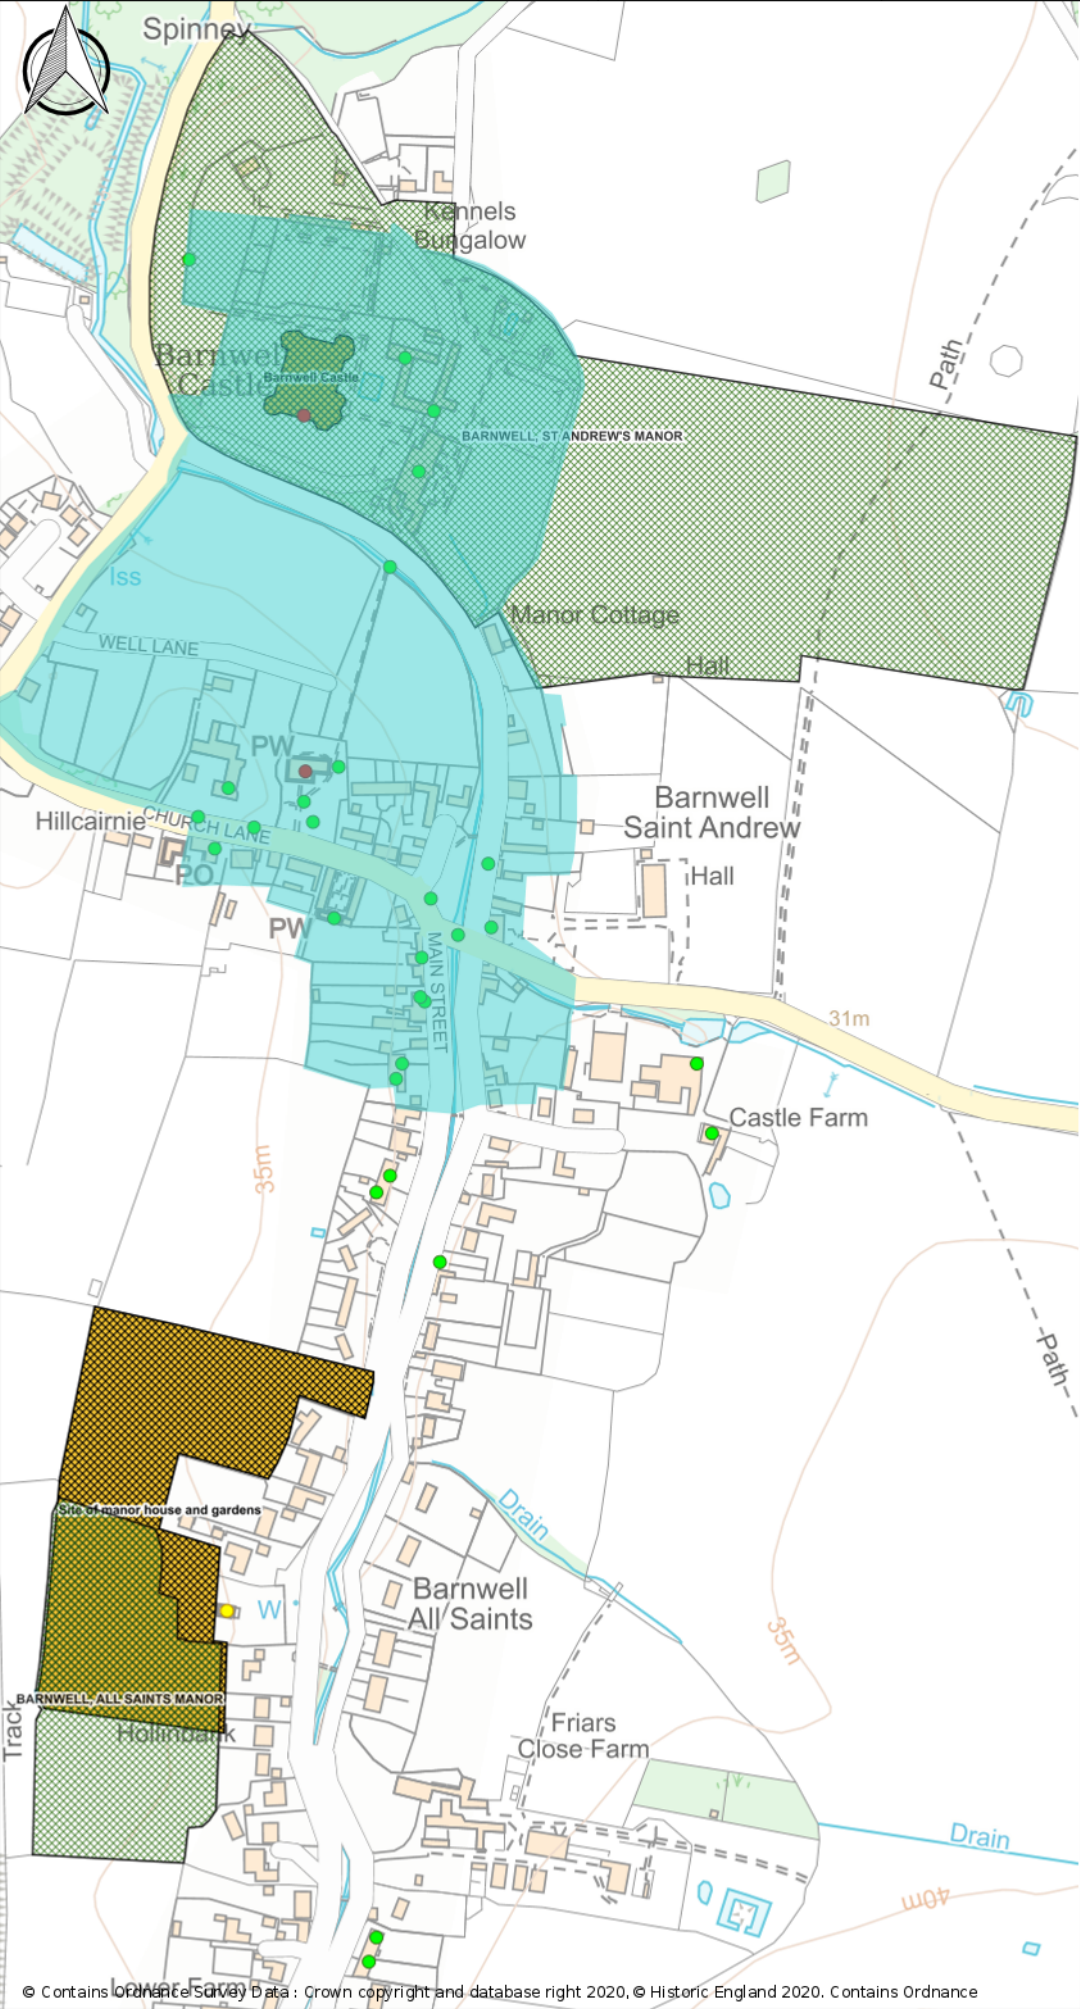 Spinney
Kennels
Bungalow
Barnwell
Castle
Barnwell Castle
Path
BARNWELL, ST ANDREW'S MANOR
Iss
Manor Cottage
WELL LANE
Hall
PW
Barnwell
Saint Andrew
Hillcairnie
CHURCH LANE
PO
Hall
PW
MAIN STREET
31m
Castle Farm
35m
Path
Site of manor house and gardens
Drain
Barnwell
All Saints
W
35m
BARNWELL, ALL SAINTS MANOR
Track
Hollinbank
Friars
Close Farm
Drain
40m
Lower Farm
© Contains Ordnance Survey Data : Crown copyright and database right 2020, © Historic England 2020. Contains Ordnance